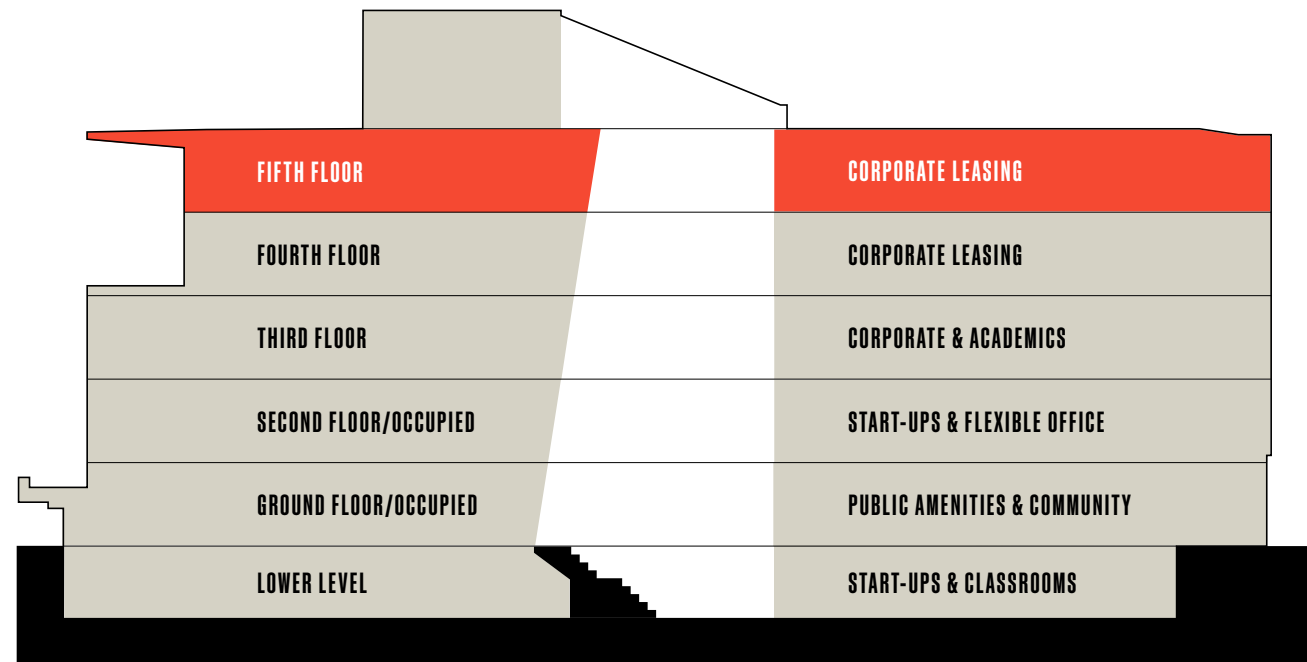 FIFTH FLOOR
CORPORATE LEASING
FOURTH FLOOR
CORPORATE LEASING
THIRD FLOOR
CORPORATE & ACADEMICS
SECOND FLOOR/OCCUPIED
START-UPS & FLEXIBLE OFFICE
GROUND FLOOR/OCCUPIED
PUBLIC AMENITIES & COMMUNITY
LOWER LEVEL
START-UPS & CLASSROOMS